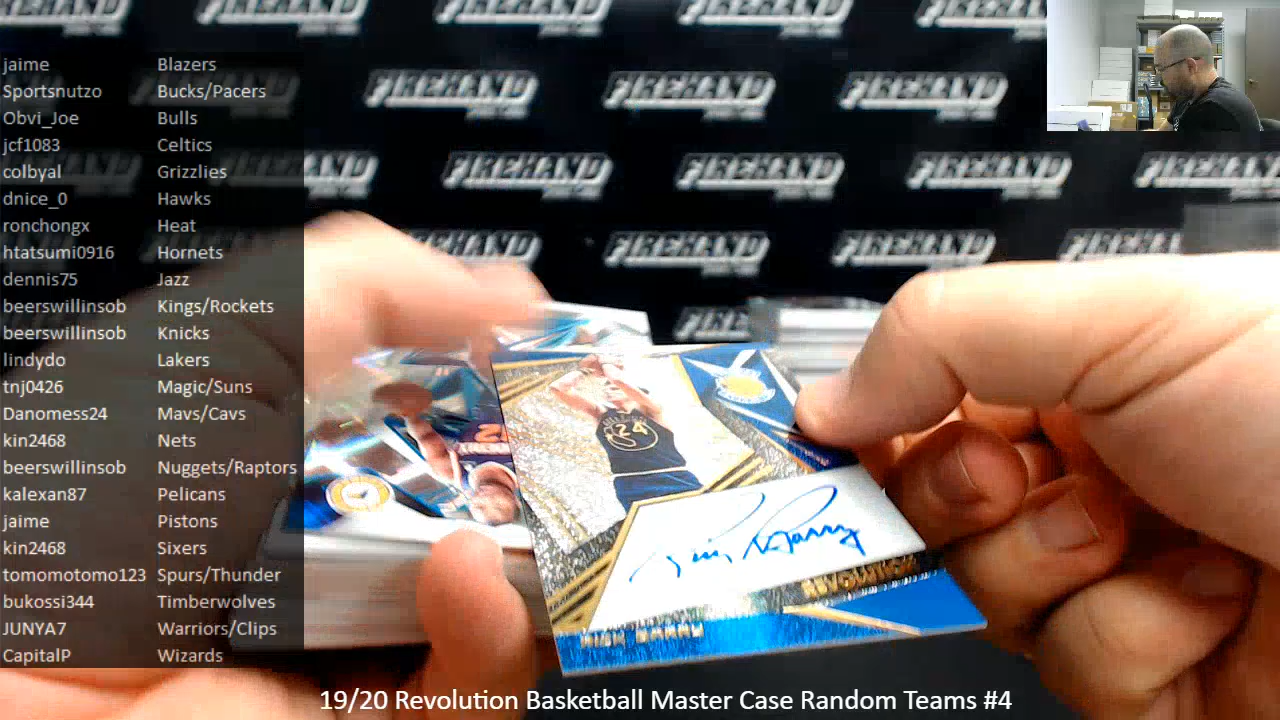 FIREHAND
jaime Blazers
Sportsnutzo Bucks/Pacers
Obvi_Joe Bulls
jcf1083 Celtics
colbyal Grizzlies
dnice_0 Hawks
ronchongx Heat
htatsumi0916 Hornets
dennis75 Jazz
beerswillinsob Kings/Rockets
beerswillinsob Knicks
lindydo Lakers
tnj0426 Magic/Suns
Danomess24 Mavs/Cavs
kin2468 Nets
beerswillinsob Nuggets/Raptors
kalexan87 Pelicans
jaime Pistons
kin2468 Sixers
tomomotomo123 Spurs/Thunder
bukossi344 Timberwolves
JUNYA7 Warriors/Clips
CapitalP Wizards
24
Rick Barry
REVOLUTION
RICK BARRY
19/20 Revolution Basketball Master Case Random Teams #4